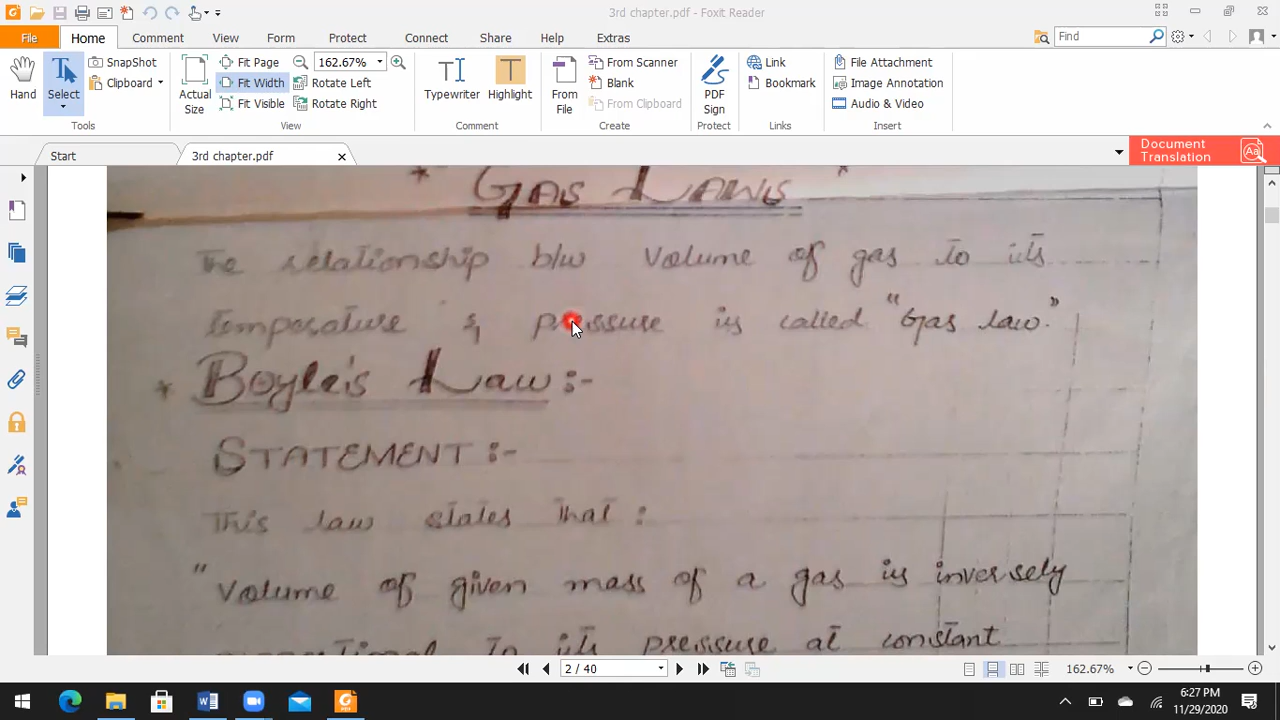 3rd chapter.pdf - Foxit Reader
File Home Comment View Form Protect Connect Share Help Extras Find
Hand
Select
SnapShot
Clipboard
Actual Size
Fit Page
Fit Width
Fit Visible
162.67%
Rotate Left
Rotate Right
Typewriter
Highlight
From File
From Scanner
Blank
From Clipboard
PDF Sign
Link
Bookmark
File Attachment
Image Annotation
Audio & Video
Tools View Comment Create Protect Links Insert
Start 3rd chapter.pdf
Document Translation
* GAS LAWS *
The relationship b/w volume of gas to its
temperature & pressure is called "Gas law."
* Boyle's Law :-
STATEMENT :-
This law states that :
"Volume of given mass of a gas is inversely
proportional to its pressure at constant
2 / 40 162.67%
6:27 PM
11/29/2020